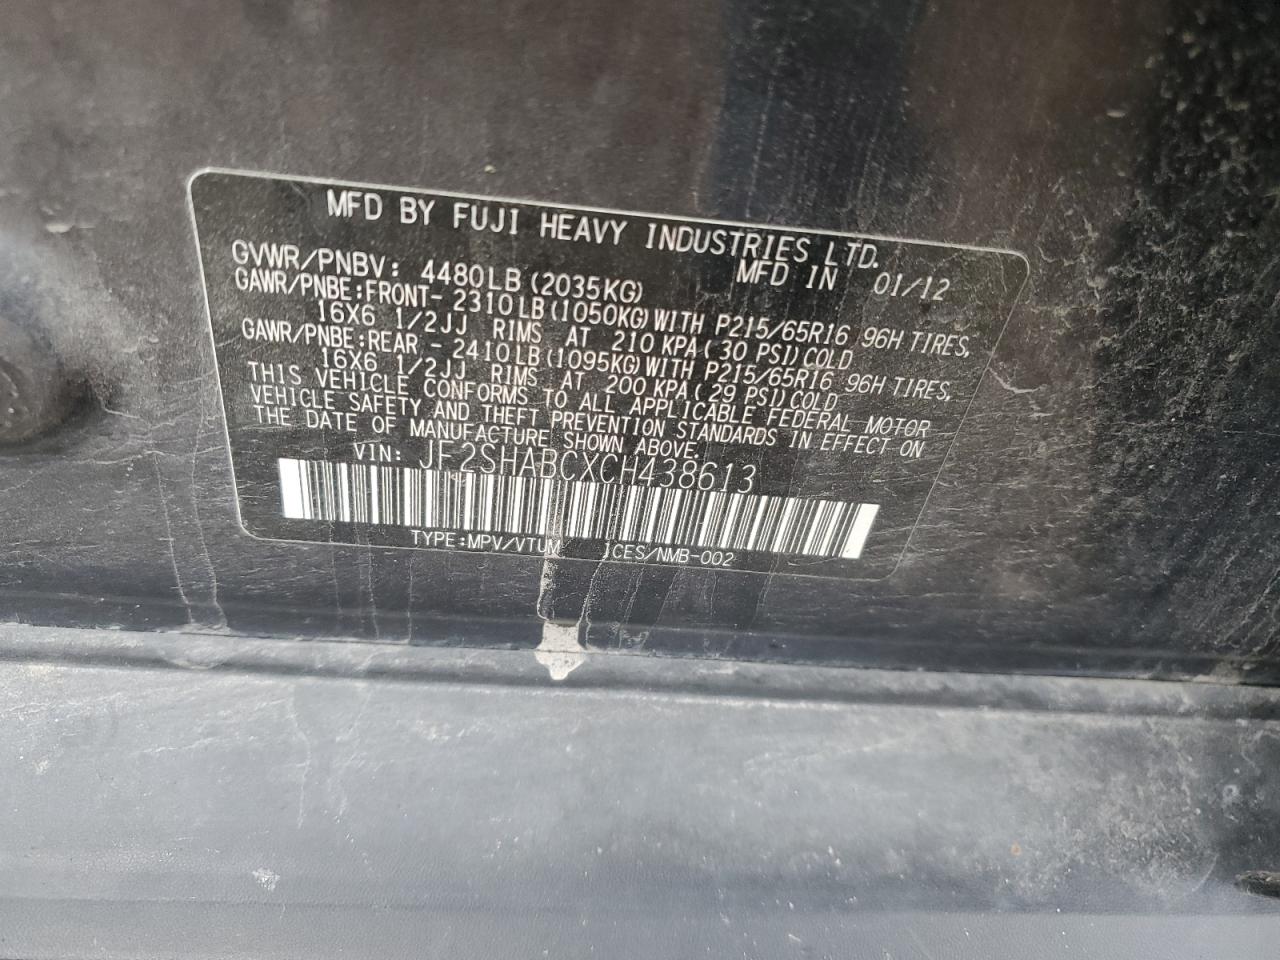 MFD BY FUJI HEAVY INDUSTRIES LTD.
GVWR/PNBV: 4480LB(2035KG) MFD IN 01/12
GAWR/PNBE:FRONT- 2310LB(1050KG)WITH P215/65R16 96H TIRES,
16X6 1/2JJ RIMS AT 210 KPA(30 PSI)COLD
GAWR/PNBE:REAR - 2410LB(1095KG)WITH P215/65R16 96H TIRES,
16X6 1/2JJ RIMS AT 200 KPA(29 PSI)COLD
THIS VEHICLE CONFORMS TO ALL APPLICABLE FEDERAL MOTOR
VEHICLE SAFETY AND THEFT PREVENTION STANDARDS IN EFFECT ON
THE DATE OF MANUFACTURE SHOWN ABOVE.
VIN: JF2SHABCXCH438613
TYPE:MPV/VTUM ICES/NMB-002